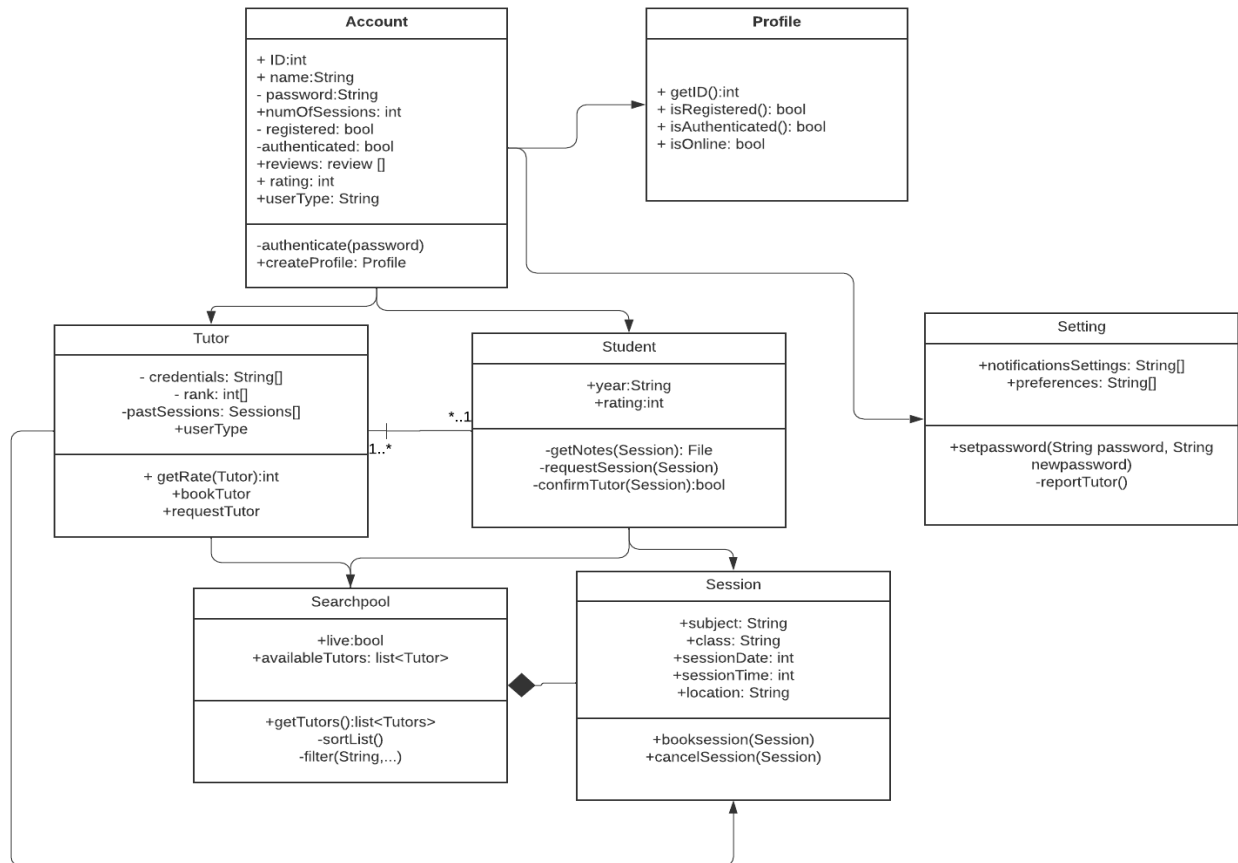 Account
+ ID:int
+ name:String
- password:String
+numOfSessions: int
- registered: bool
-authenticated: bool
+reviews: review []
+ rating: int
+userType: String
-authenticate(password)
+createProfile: Profile
Profile
+ getID():int
+ isRegistered(): bool
+ isAuthenticated(): bool
+ isOnline: bool
Tutor
- credentials: String[]
- rank: int[]
-pastSessions: Sessions[]
+userType
+ getRate(Tutor):int
+bookTutor
+requestTutor
*..1
1..*
Student
+year:String
+rating:int
-getNotes(Session): File
-requestSession(Session)
-confirmTutor(Session):bool
Setting
+notificationsSettings: String[]
+preferences: String[]
+setpassword(String password, String
newpassword)
-reportTutor()
Searchpool
+live:bool
+availableTutors: list<Tutor>
+getTutors():list<Tutors>
-sortList()
-filter(String,...)
Session
+subject: String
+class: String
+sessionDate: int
+sessionTime: int
+location: String
+booksession(Session)
+cancelSession(Session)